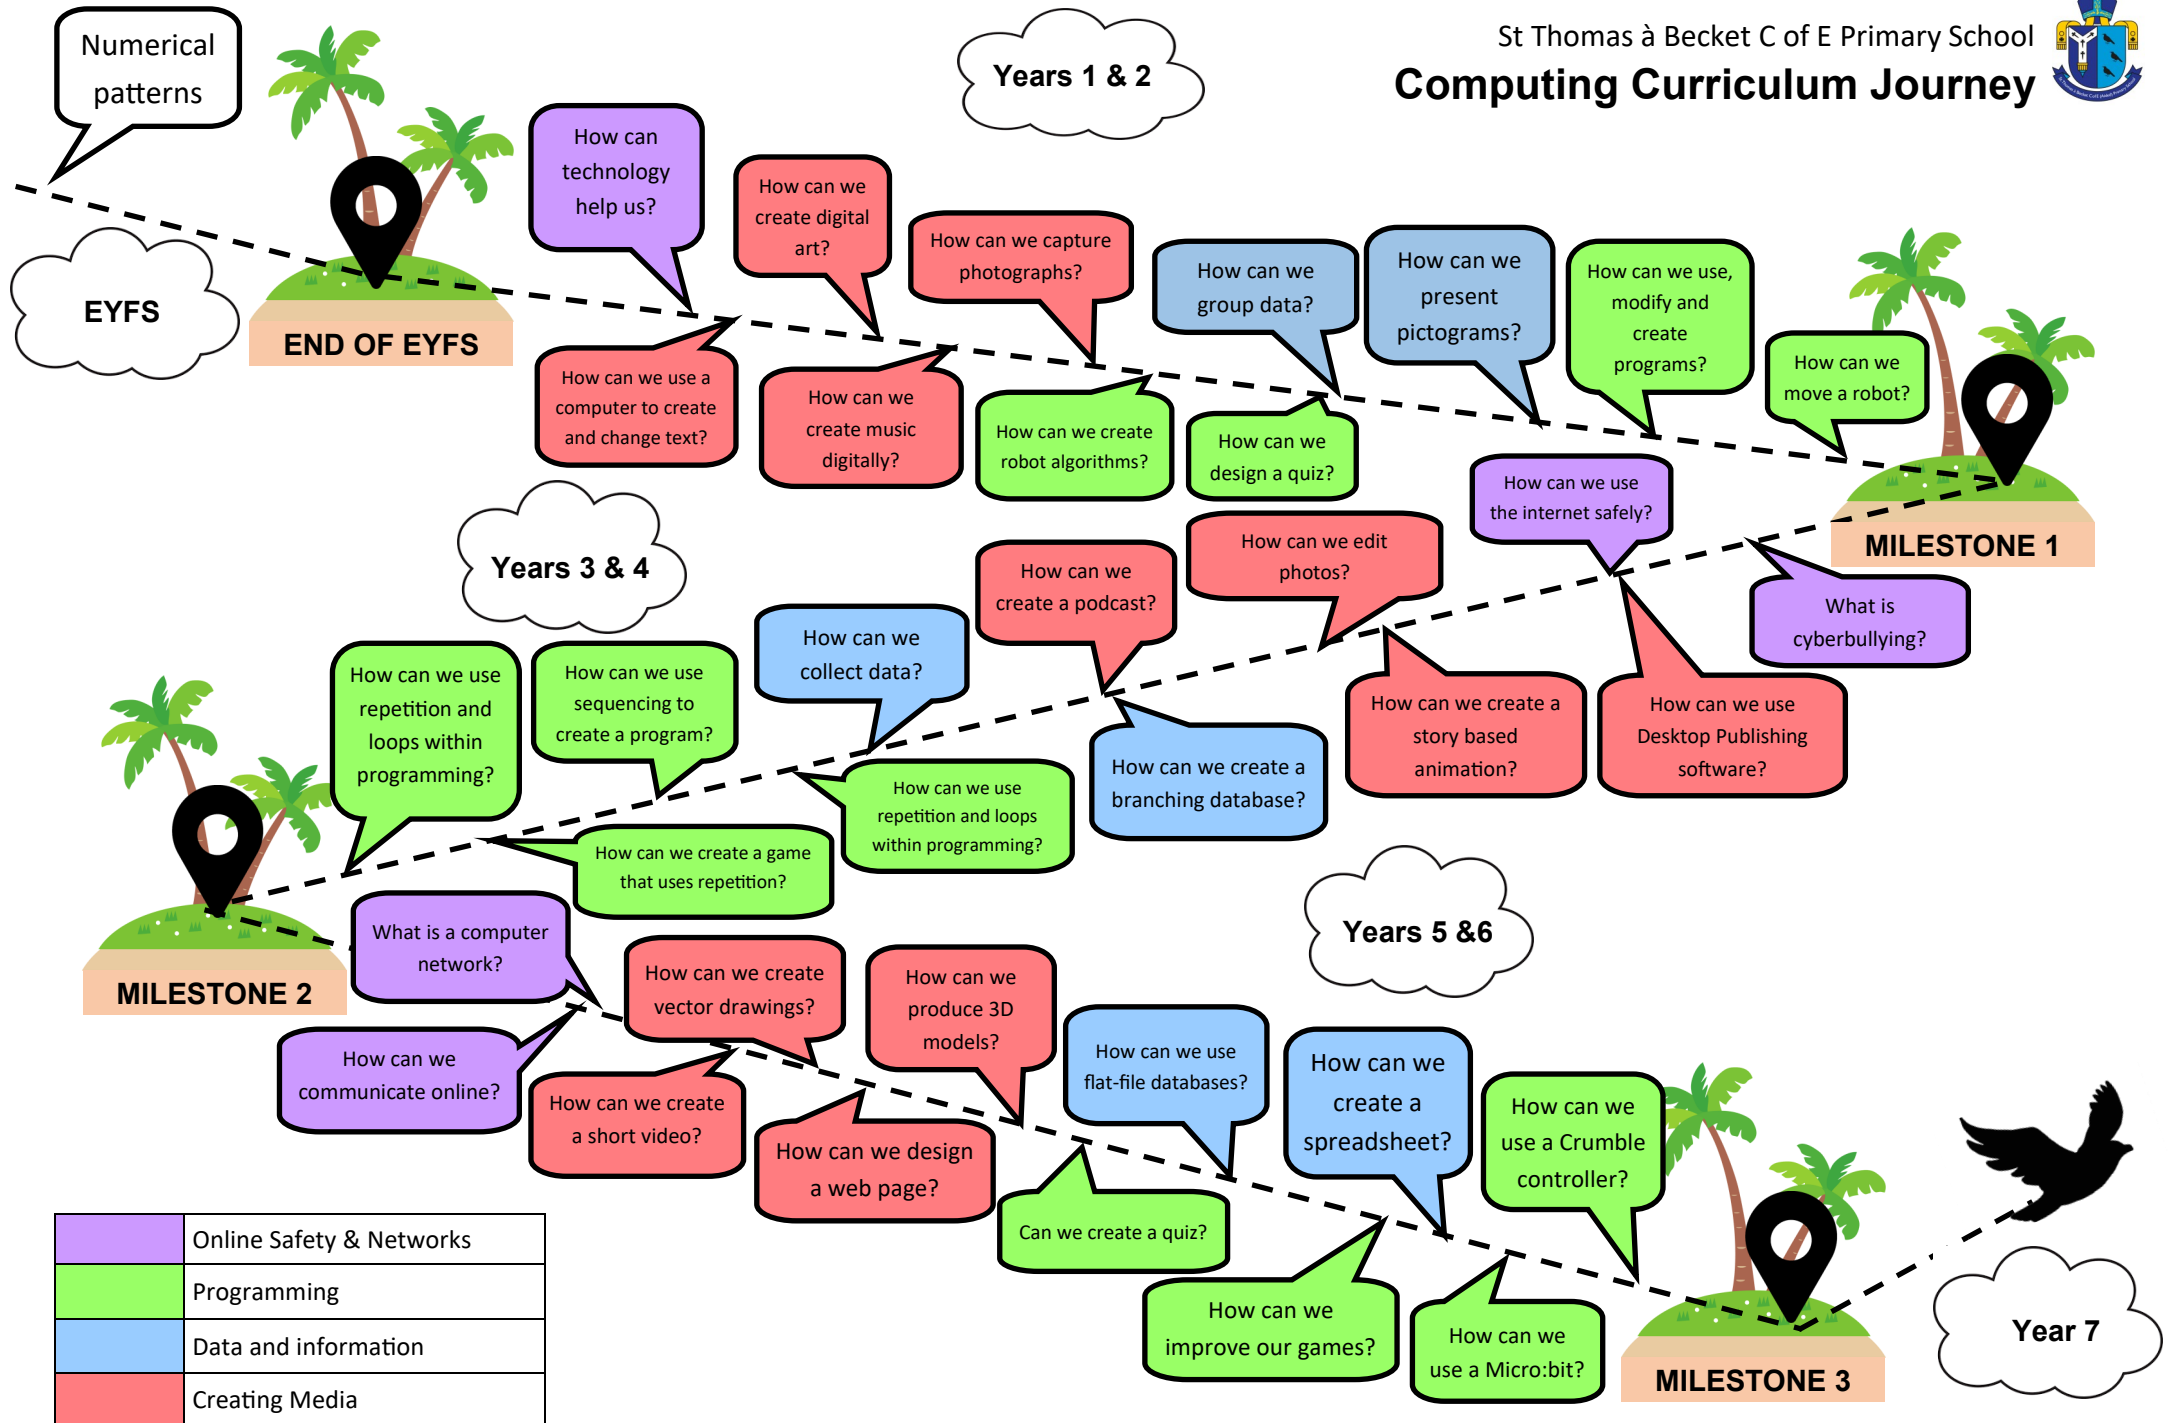 St Thomas à Becket C of E Primary School
Computing Curriculum Journey
Numerical
patterns
EYFS
END OF EYFS
Years 1 & 2
How can
technology
help us?
How can we use a
computer to create
and change text?
How can we
create digital
art?
How can we
create music
digitally?
How can we capture
photographs?
How can we create
robot algorithms?
How can we
group data?
How can we
design a quiz?
How can we
present
pictograms?
How can we use,
modify and
create
programs?
How can we
move a robot?
MILESTONE 1
Years 3 & 4
What is
cyberbullying?
How can we use
the internet safely?
How can we use
Desktop Publishing
software?
How can we create a
story based
animation?
How can we edit
photos?
How can we create a
branching database?
How can we
create a podcast?
How can we
collect data?
How can we use
repetition and loops
within programming?
How can we use
sequencing to
create a program?
How can we create a game
that uses repetition?
How can we use
repetition and
loops within
programming?
MILESTONE 2
Years 5 &6
What is a computer
network?
How can we
communicate online?
How can we create
vector drawings?
How can we create
a short video?
How can we design
a web page?
How can we
produce 3D
models?
Can we create a quiz?
How can we use
flat-file databases?
How can we
improve our games?
How can we
create a
spreadsheet?
How can we
use a Micro:bit?
How can we
use a Crumble
controller?
MILESTONE 3
Year 7
Online Safety & Networks
Programming
Data and information
Creating Media